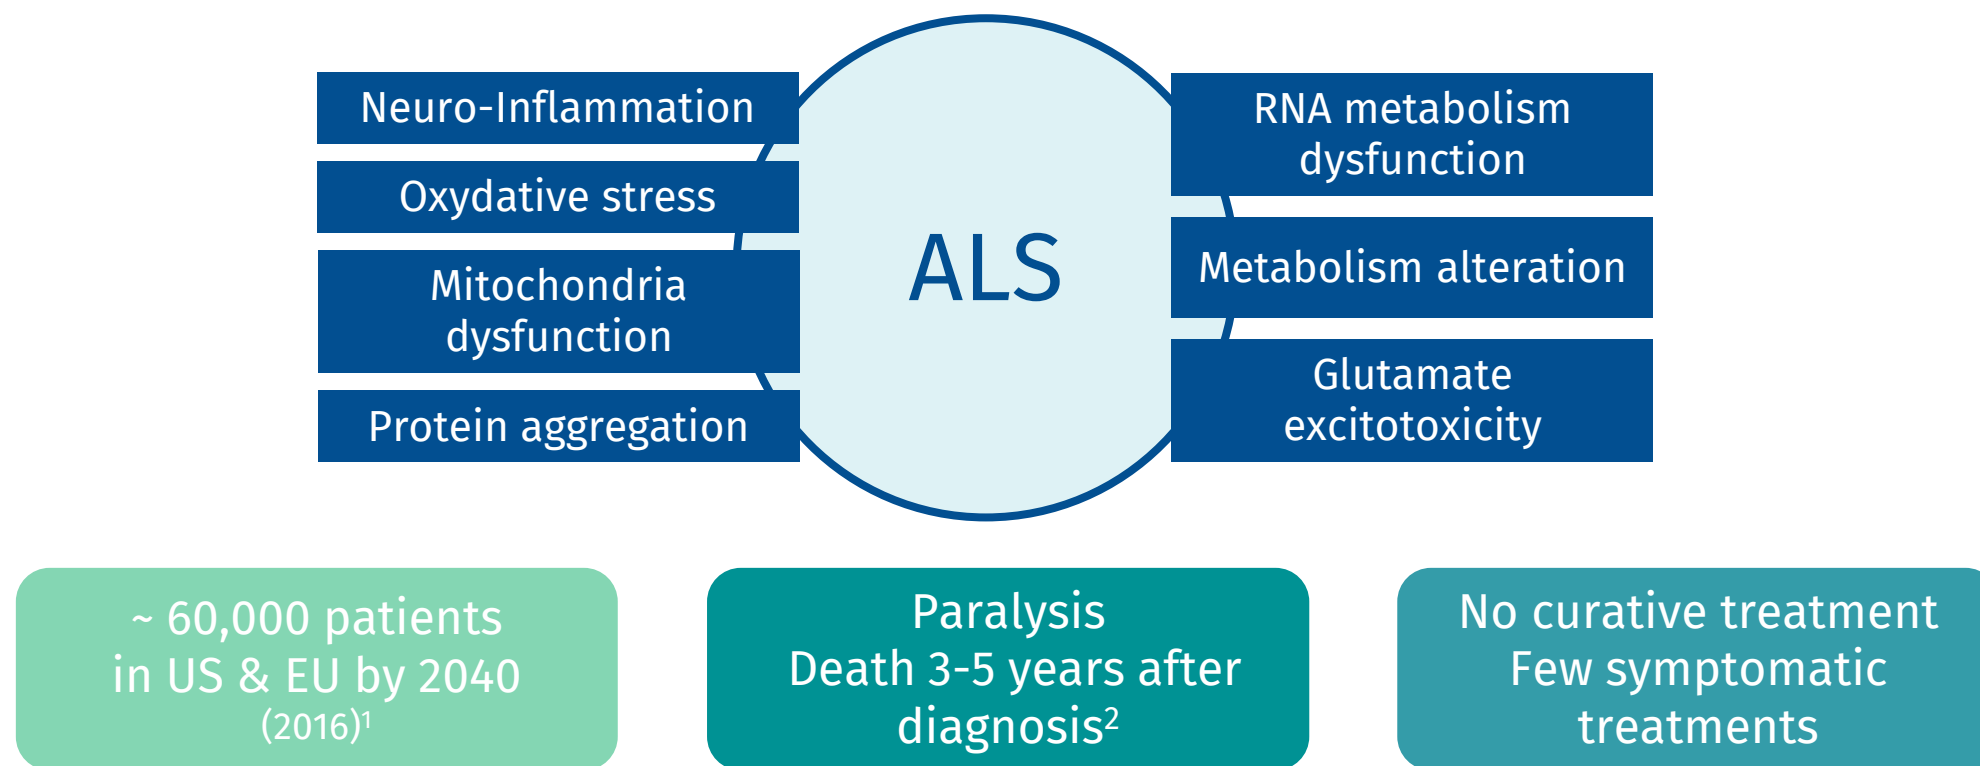 Neuro-Inflammation
Oxydative stress
Mitochondria
dysfunction
Protein aggregation
ALS
RNA metabolism
dysfunction
Metabolism alteration
Glutamate
excitotoxicity
~ 60,000 patients
in US & EU by 2040
(2016)¹
Paralysis
Death 3-5 years after
diagnosis²
No curative treatment
Few symptomatic
treatments